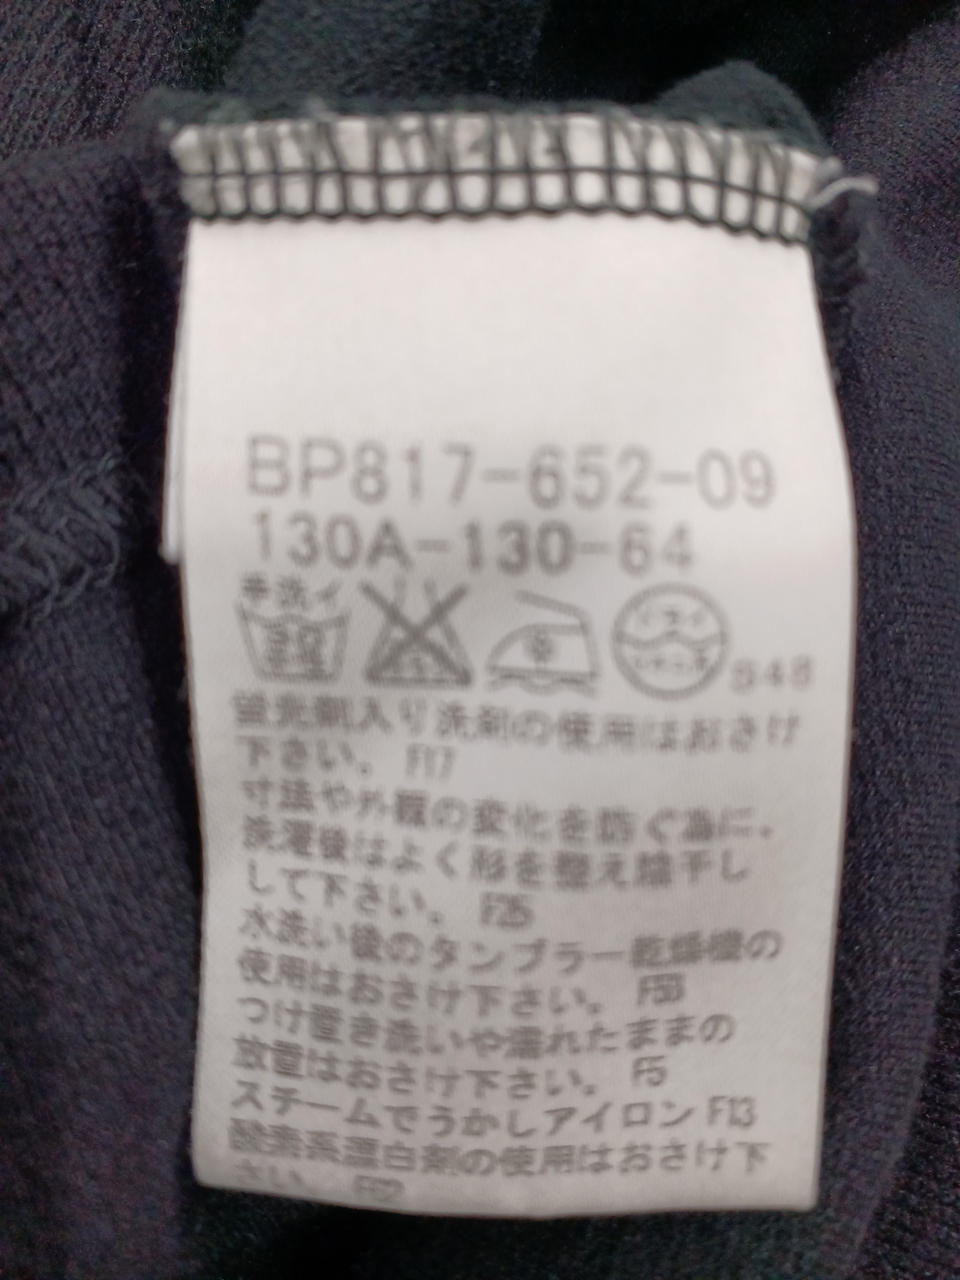 BP817-652-09
130A-130-64
手洗イ
ドライ
蛍光剤入り洗剤の使用はおさけ
下さい。 F17
寸法や外観の変化を防ぐ為に、
洗濯後はよく形を整え陰干し
して下さい。
水洗い後のタンブラー乾燥機の
使用はおさけ下さい。
つけ置き洗いや濡れたままの
放置はおさけ下さい。 F5
スチームでうかしアイロン F13
酸素系漂白剤の使用はおさけ下
さい。